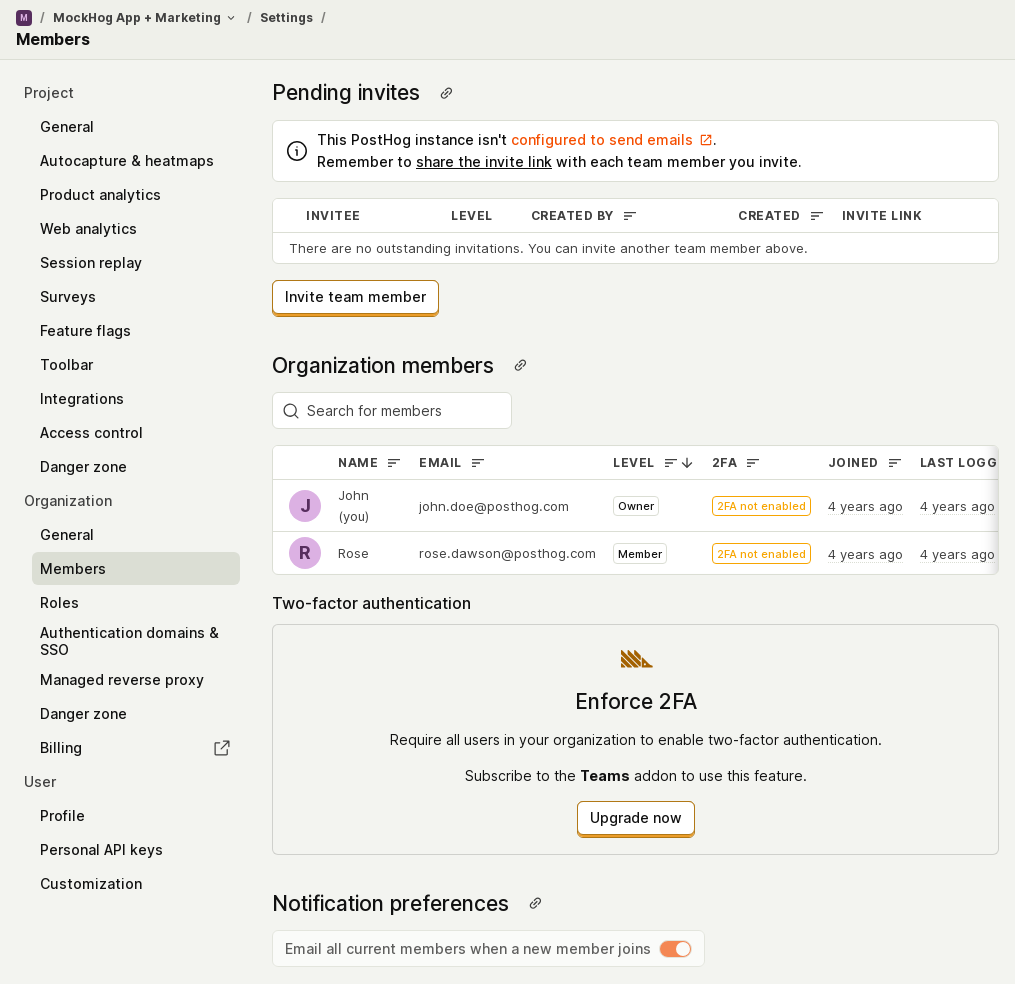 M / MockHog App + Marketing / Settings /
Members
Project
General
Autocapture & heatmaps
Product analytics
Web analytics
Session replay
Surveys
Feature flags
Toolbar
Integrations
Access control
Danger zone
Organization
General
Members
Roles
Authentication domains &
SSO
Managed reverse proxy
Danger zone
Billing
User
Profile
Personal API keys
Customization
Pending invites
This PostHog instance isn't configured to send emails.
Remember to share the invite link with each team member you invite.
INVITEE LEVEL CREATED BY CREATED INVITE LINK
There are no outstanding invitations. You can invite another team member above.
Invite team member
Organization members
Search for members
NAME EMAIL LEVEL 2FA JOINED LAST LOGG
J John (you) john.doe@posthog.com Owner 2FA not enabled 4 years ago 4 years ago
R Rose rose.dawson@posthog.com Member 2FA not enabled 4 years ago 4 years ago
Two-factor authentication
Enforce 2FA
Require all users in your organization to enable two-factor authentication.
Subscribe to the Teams addon to use this feature.
Upgrade now
Notification preferences
Email all current members when a new member joins